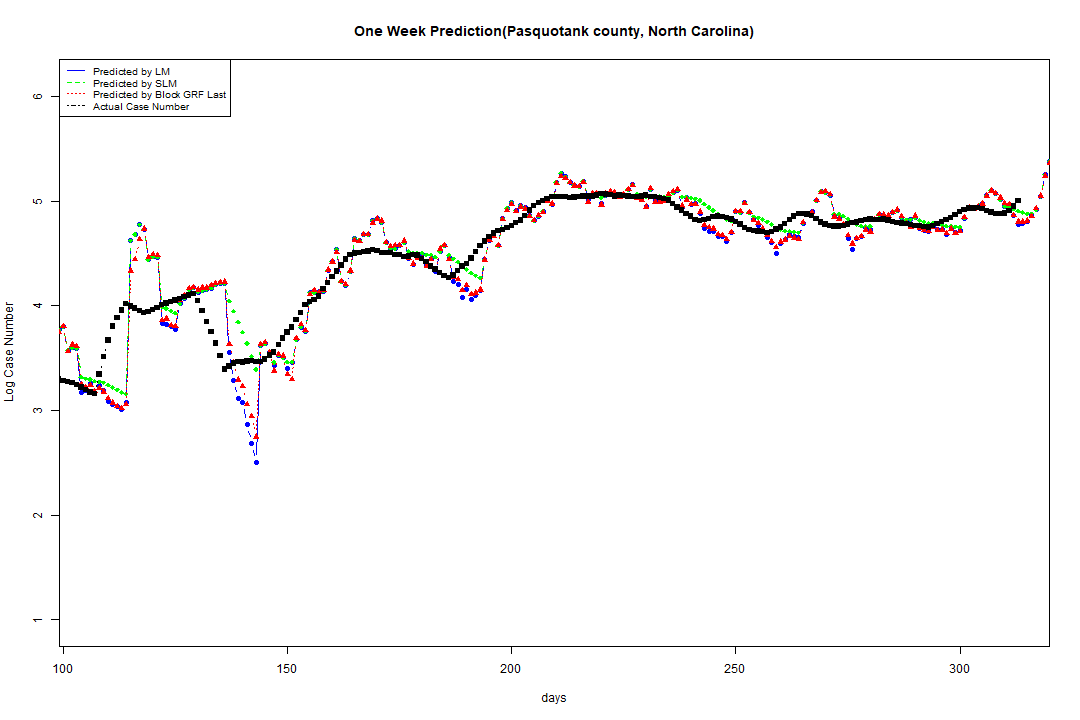 One Week Prediction(Pasquotank county, North Carolina)
Predicted by LM
Predicted by SLM
Predicted by Block GRF Last
Actual Case Number
Log Case Number
6
5
4
3
2
1
100 150 200 250 300
days